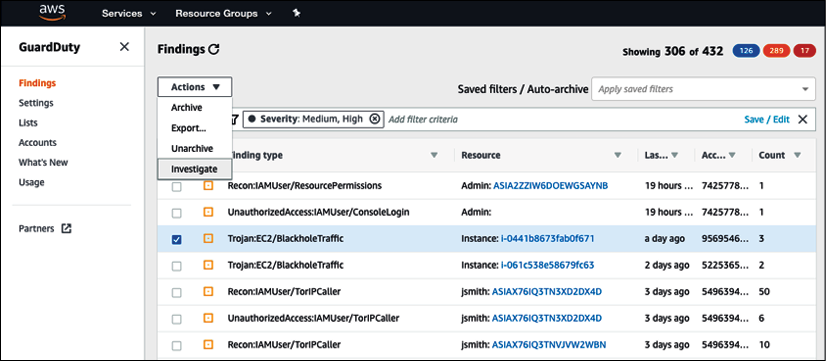 aws
Services
Resource Groups
GuardDuty
Findings
Settings
Lists
Accounts
What's New
Usage
Partners
Findings
Showing 306 of 432 126 289 17
Actions
Archive
Export...
Unarchive
Investigate
Saved filters / Auto-archive Apply saved filters
Severity: Medium, High Add filter criteria Save / Edit
Finding type Resource Las... Acc... Count
Recon:IAMUser/ResourcePermissions Admin: ASIA2ZZIW6DOEWGSAYNB 19 hours ... 7425778... 1
UnauthorizedAccess:IAMUser/ConsoleLogin Admin: 19 hours ... 7425778... 1
Trojan:EC2/BlackholeTraffic Instance: i-0441b8673fab0f671 a day ago 9569546... 3
Trojan:EC2/BlackholeTraffic Instance: i-061c538e58679fc63 2 days ago 5225365... 2
Recon:IAMUser/TorIPCaller jsmith: ASIAX76IQ3TN3XD2DX4D 3 days ago 5496394... 50
UnauthorizedAccess:IAMUser/TorIPCaller jsmith: ASIAX76IQ3TN3XD2DX4D 3 days ago 5496394... 6
Recon:IAMUser/TorIPCaller jsmith: ASIAX76IQ3TNVJVW2WBN 3 days ago 5496394... 10